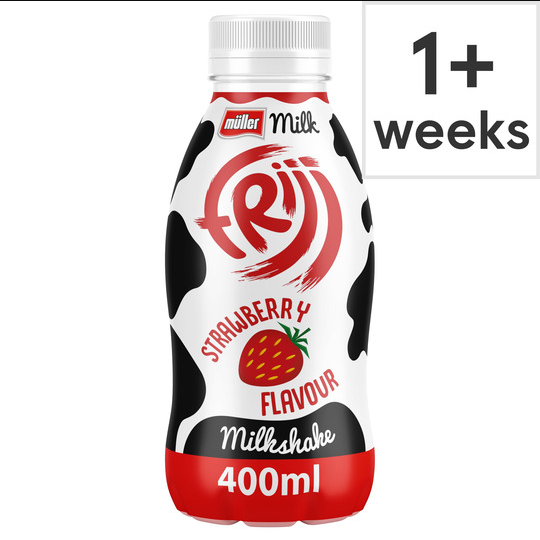 1+
weeks
müller Milk
FRijj
STRAWBERRY
FLAVOUR
Milkshake
400ml